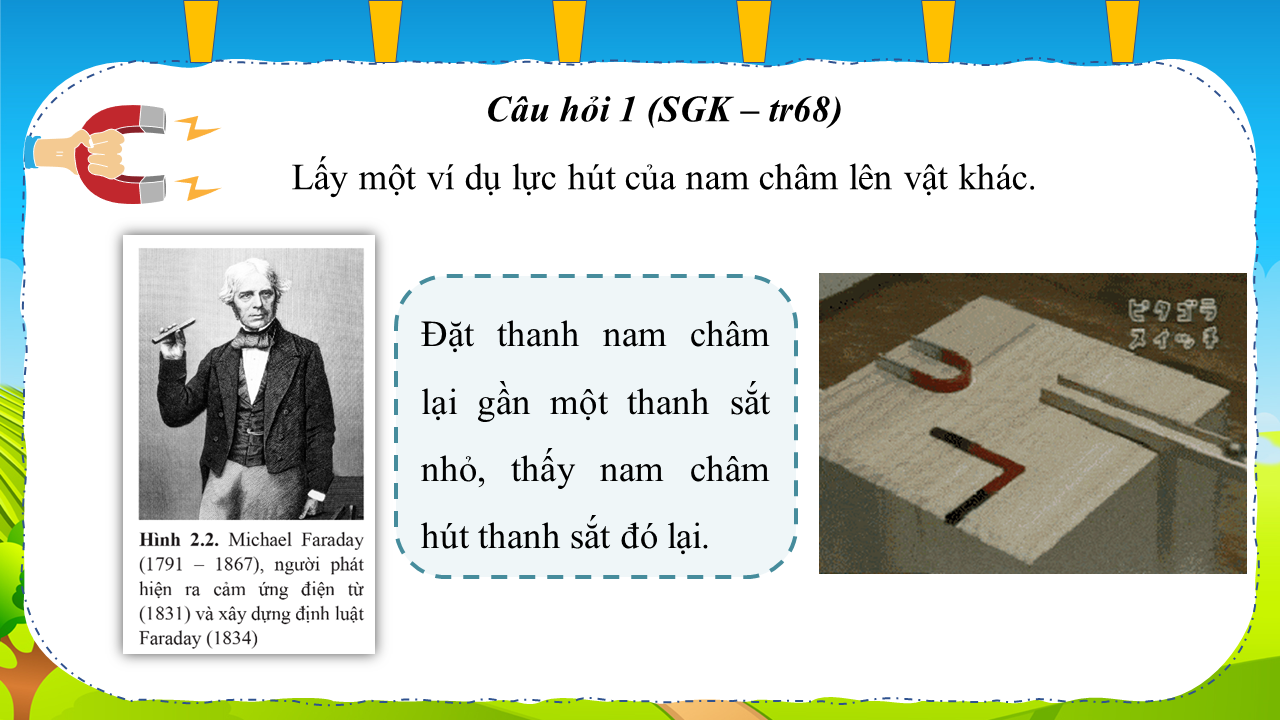 Câu hỏi 1 (SGK – tr68)
Lấy một ví dụ lực hút của nam châm lên vật khác.
Hình 2.2. Michael Faraday
(1791 – 1867), người phát
hiện ra cảm ứng điện từ
(1831) và xây dựng định luật
Faraday (1834)
Đặt thanh nam châm
lại gần một thanh sắt
nhỏ, thấy nam châm
hút thanh sắt đó lại.
ピタゴラ
スイッチ